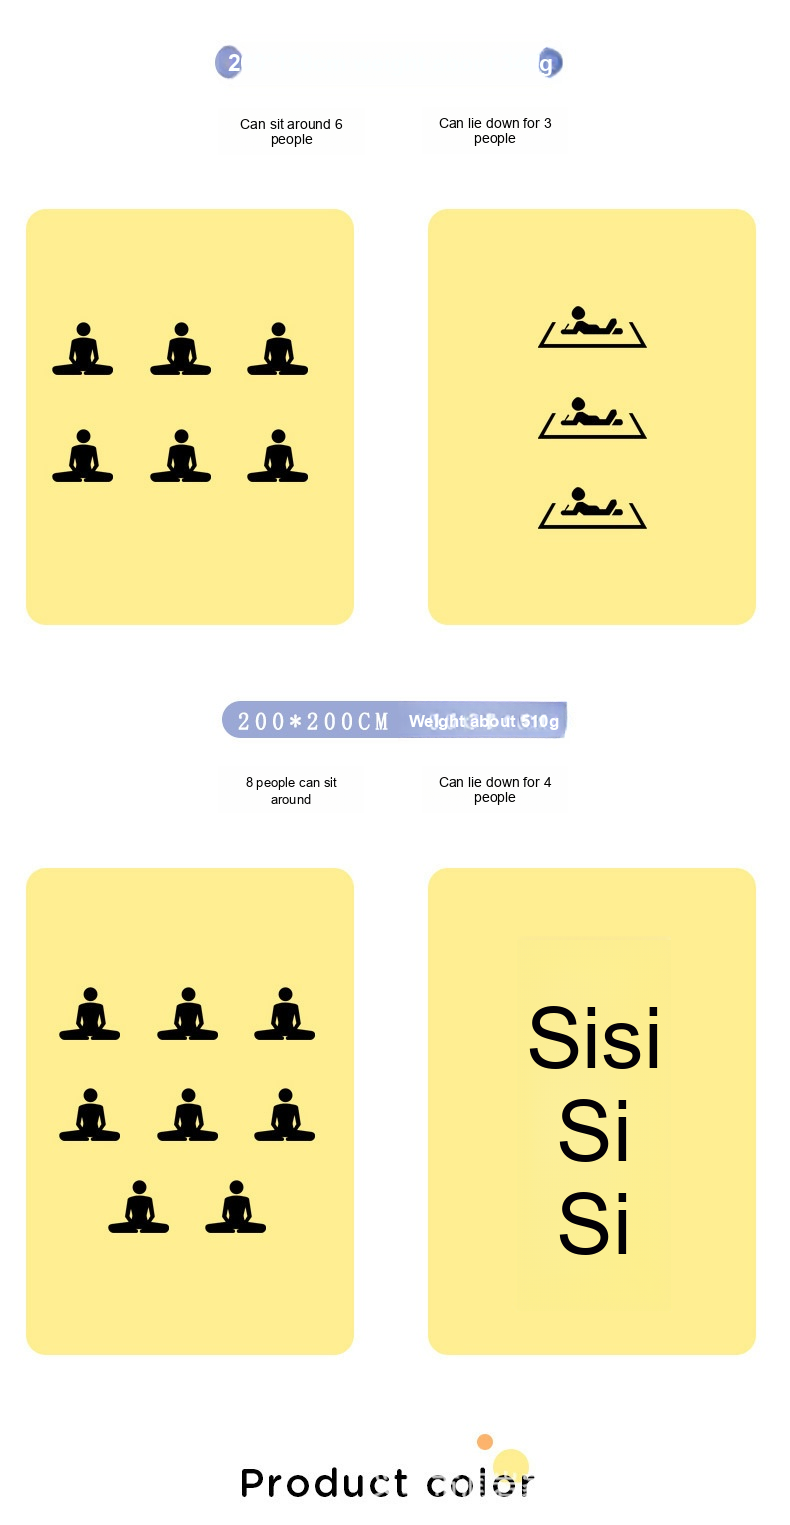 2 g
Can sit around 6
people
Can lie down for 3
people
200*200CM Weight about 510g
8 people can sit
around
Can lie down for 4
people
Sisi
Si
Si
Product color